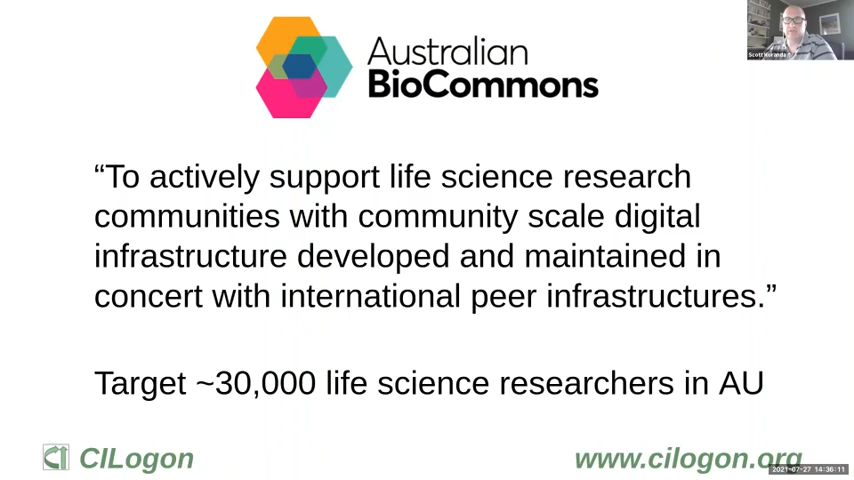 Australian
BioCommons
Scott Koranda
“To actively support life science research
communities with community scale digital
infrastructure developed and maintained in
concert with international peer infrastructures.”
Target ~30,000 life science researchers in AU
CILogon
www.cilogon.org
2021-07-27 14:36:11